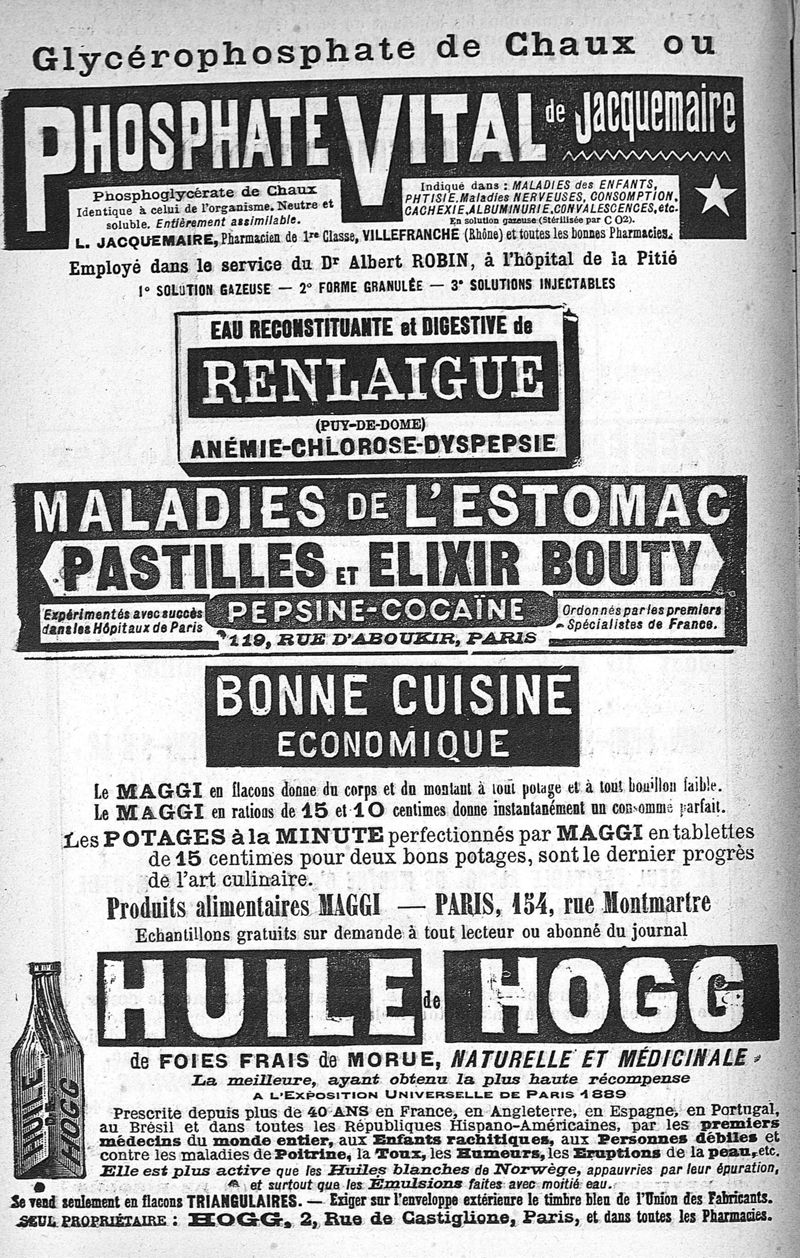 Glycérophosphate de Chaux ou
PHOSPHATE VITAL de Jacquemaire
Phosphoglycérate de Chaux
Identique à celui de l'organisme. Neutre et
soluble. Entièrement assimilable.
Indiqué dans : MALADIES des ENFANTS,
PHTISIE, Maladies NERVEUSES, CONSOMPTION,
CACHEXIE, ALBUMINURIE, CONVALESCENCES, etc.
En solution gazeuse (Stérilisée par C O2).
L. JACQUEMAIRE, Pharmacien de 1re Classe, VILLEFRANCHE (Rhône) et toutes les bonnes Pharmacies.
Employé dans le service du Dr Albert ROBIN, à l'hôpital de la Pitié
1° SOLUTION GAZEUSE — 2° FORME GRANULÉE — 3° SOLUTIONS INJECTABLES
EAU RECONSTITUANTE et DIGESTIVE de
RENLAIGUE
(PUY-DE-DOME)
ANÉMIE-CHLOROSE-DYSPEPSIE
MALADIES DE L'ESTOMAC
PASTILLES ET ELIXIR BOUTY
PEPSINE-COCAÏNE
Expérimentés avec succès
dans les Hôpitaux de Paris
Ordonnés par les premiers
Spécialistes de France.
119, RUE D'ABOUKIR, PARIS
BONNE CUISINE
ECONOMIQUE
Le MAGGI en flacons donne du corps et du montant à tout potage et à tout bouillon faible.
Le MAGGI en rations de 15 et 10 centimes donne instantanément un consommé parfait.
Les POTAGES à la MINUTE perfectionnés par MAGGI en tablettes
de 15 centimes pour deux bons potages, sont le dernier progrès
de l'art culinaire.
Produits alimentaires MAGGI — PARIS, 154, rue Montmartre
Echantillons gratuits sur demande à tout lecteur ou abonné du journal
HUILE de HOGG
HUILE DE HOGG
de FOIES FRAIS de MORUE, NATURELLE ET MÉDICINALE
La meilleure, ayant obtenu la plus haute récompense
A L'EXPOSITION UNIVERSELLE DE PARIS 1889
Prescrite depuis plus de 40 ANS en France, en Angleterre, en Espagne, en Portugal,
au Brésil et dans toutes les Républiques Hispano-Américaines, par les premiers
médecins du monde entier, aux Enfants rachitiques, aux Personnes débiles et
contre les maladies de Poitrine, la Toux, les Humeurs, les Eruptions de la peau, etc.
Elle est plus active que les Huiles blanches de Norwège, appauvries par leur épuration,
et surtout que les Émulsions faites avec moitié eau.
Se vend seulement en flacons TRIANGULAIRES. — Exiger sur l'enveloppe extérieure le timbre bleu de l'Union des Fabricants.
SEUL PROPRIÉTAIRE : HOGG, 2, Rue de Castiglione, Paris, et dans toutes les Pharmacies.